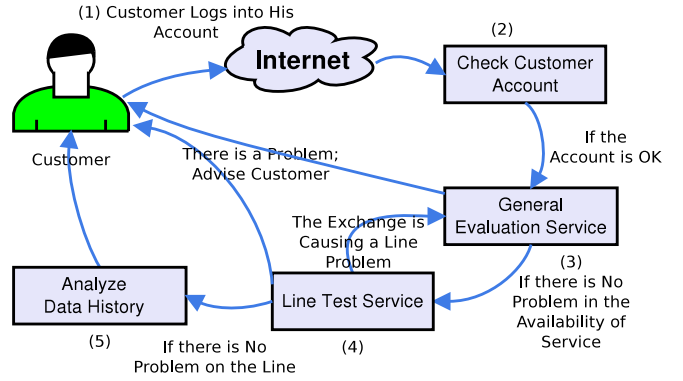 (1) Customer Logs into His
Account
Internet
(2)
Check Customer
Account
If the
Account is OK
Customer
There is a Problem;
Advise Customer
General
Evaluation Service
The Exchange is
Causing a Line
Problem
(3)
If there is No
Problem in the
Availability of
Service
Line Test Service
(4)
Analyze
Data History
(5)
If there is No
Problem on the Line